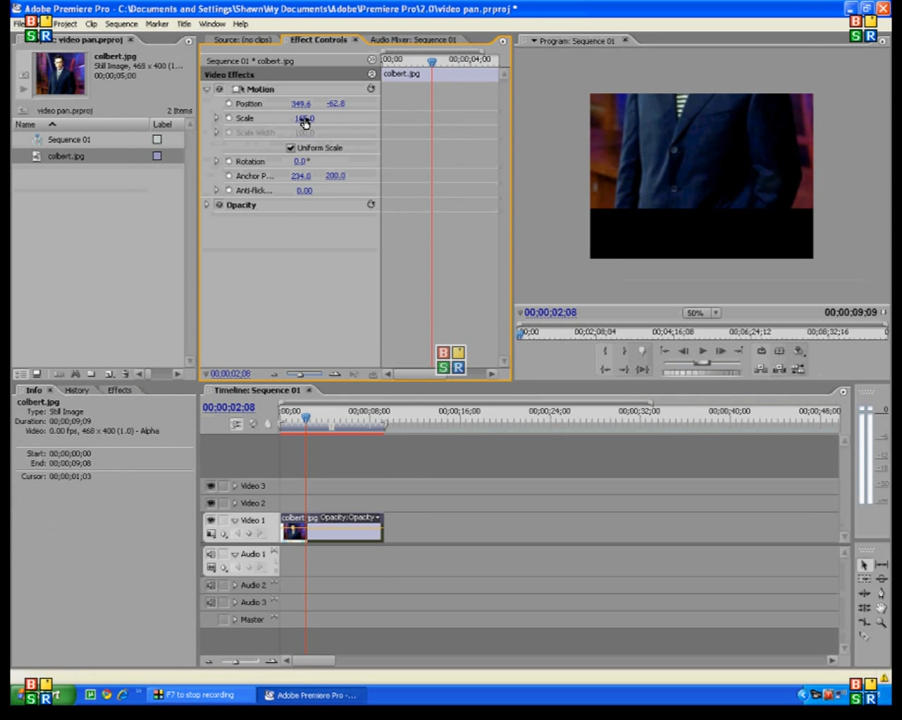 Adobe Premiere Pro - C:\Documents and Settings\Shawn\My Documents\Adobe\Premiere Pro\2.0\video pan.prproj *
Project Clip Sequence Marker Title Window Help
video pan.prproj Source: (no clips) Effect Controls Audio Mixer: Sequence 01 Program: Sequence 01
colbert.jpg
Still Image, 468 x 400 (1...
00;00;05;00
video pan.prproj 2 Items
Name Label
Sequence 01
colbert.jpg
Sequence 01 * colbert.jpg
;00;00 00;00;04;00
Video Effects colbert.jpg
Motion
Position 349.6 -62.8
Scale
Scale Width 100.0
Uniform Scale
Rotation 0.0°
Anchor P... 234.0 200.0
Anti-flick... 0.00
Opacity
00;00;02;08
00;00;02;08 50% 00;00;09;09
00;00 00;02;08;04 00;04;16;08 00;06;24;12 00;08;32;16
Info History Effects
colbert.jpg
Type: Still Image
Duration: 00;00;09;09
Video: 0.00 fps, 468 x 400 (1.0) - Alpha
Start: 00;00;00;00
End: 00;00;09;08
Cursor: 00;00;01;03
Timeline: Sequence 01
00;00;02;08
;00;00 00;00;08;00 00;00;16;00 00;00;24;00 00;00;32;00 00;00;40;00 00;00;48;00
Video 3
Video 2
Video 1
colbert.jpg Opacity:Opacity
Audio 1
Audio 2
Audio 3
Master
F7 to stop recording Adobe Premiere Pro -...
B
S R